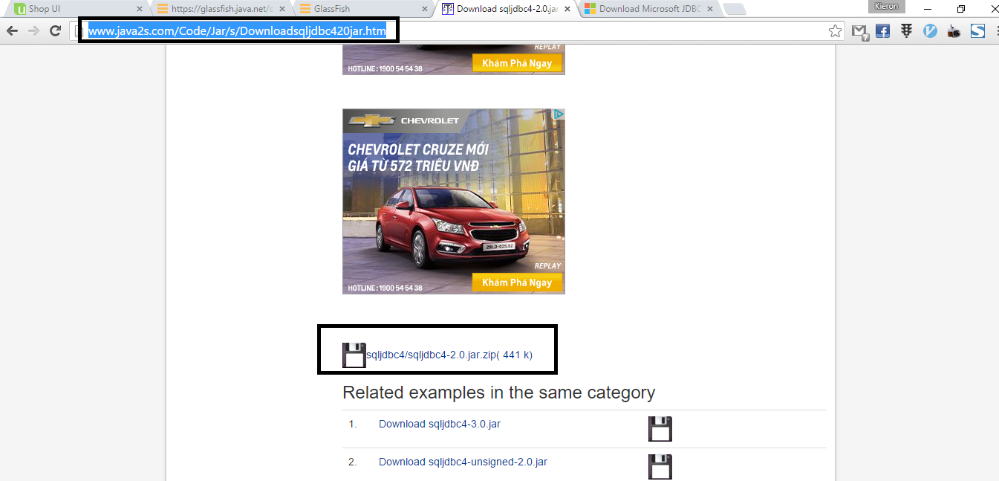 Shop UI
https://glassfish.java.net/
GlassFish
Download sqljdbc4-2.0.jar
Download Microsoft JDBC
Kieron
www.java2s.com/Code/Jar/s/Downloadsqljdbc420jar.htm
REPLAY
Khám Phá Ngay
HOTLINE : 1900 54 54 38
CHEVROLET
CHEVROLET CRUZE MỚI
GIÁ TỪ 572 TRIỆU VNĐ
29LD-025.52
REPLAY
Khám Phá Ngay
HOTLINE : 1900 54 54 38
sqljdbc4/sqljdbc4-2.0.jar.zip( 441 k)
Related examples in the same category
1. Download sqljdbc4-3.0.jar
2. Download sqljdbc4-unsigned-2.0.jar